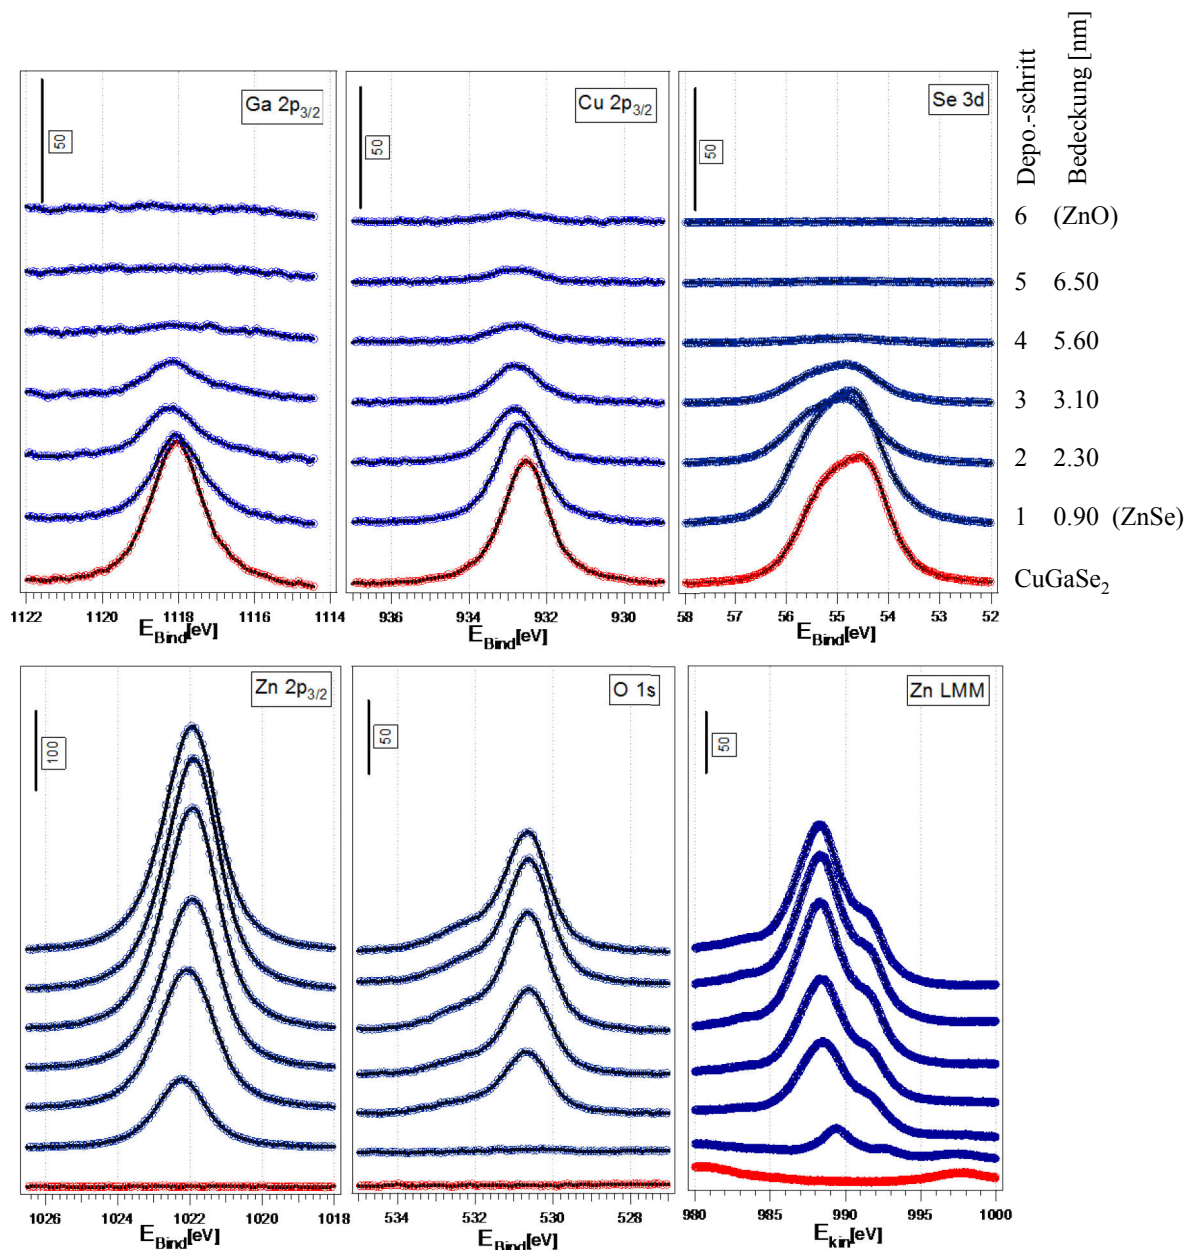 Depo.-schritt
Bedeckung [nm]
Ga 2p3/2
50
Cu 2p3/2
50
Se 3d
50
6 (ZnO)
5 6.50
4 5.60
3 3.10
2 2.30
1 0.90 (ZnSe)
CuGaSe2
1122 1120 1118 1116 1114
EBind[eV]
936 934 932 930
EBind[eV]
58 57 56 55 54 53 52
EBind[eV]
Zn 2p3/2
100
O 1s
50
Zn LMM
50
1026 1024 1022 1020 1018
EBind[eV]
534 532 530 528
EBind[eV]
980 985 990 995 1000
Ekin[eV]